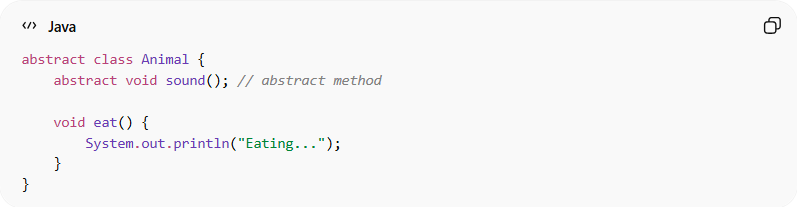 </> Java
abstract class Animal {
    abstract void sound(); // abstract method

    void eat() {
        System.out.println("Eating...");
    }
}